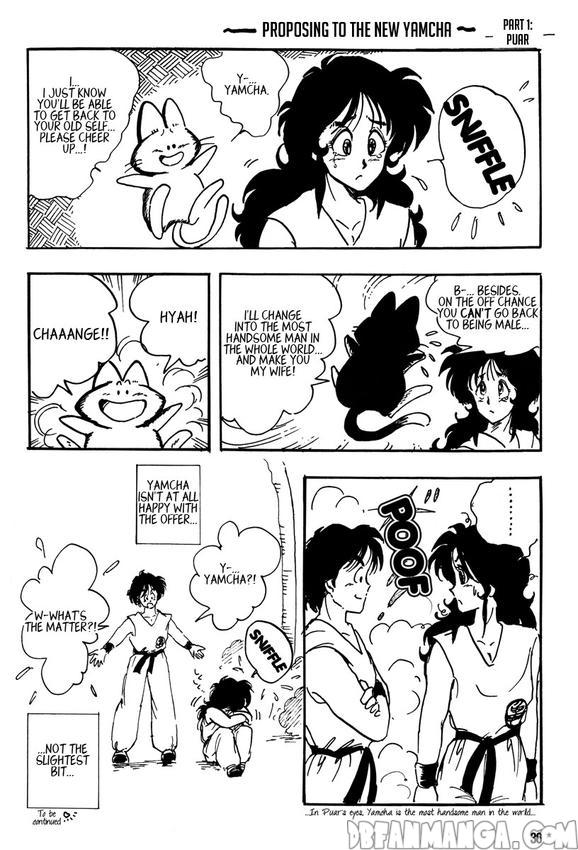 PROPOSING TO THE NEW YAMCHA
PART 1:
PUAR
I...
I JUST KNOW
YOU'LL BE ABLE
TO GET BACK TO
YOUR OLD SELF...
PLEASE CHEER
UP...!
Y-...
YAMCHA.
SNIFFLE
CHAAANGE!!
HYAH!
I'LL CHANGE
INTO THE MOST
HANDSOME MAN IN
THE WHOLE WORLD...
AND MAKE YOU
MY WIFE!
B-... BESIDES.
ON THE OFF CHANCE
YOU CAN'T GO BACK
TO BEING MALE...
YAMCHA
ISN'T AT ALL
HAPPY WITH
THE OFFER...
Y-...
YAMCHA?!
W-WHAT'S
THE MATTER?!
SNIFFLE
...NOT THE
SLIGHTEST
BIT...
To be
continued
........
POOF
...In Puar's eyes, Yamcha is the most handsome man in the world...
36
DBFANMANGA.COM